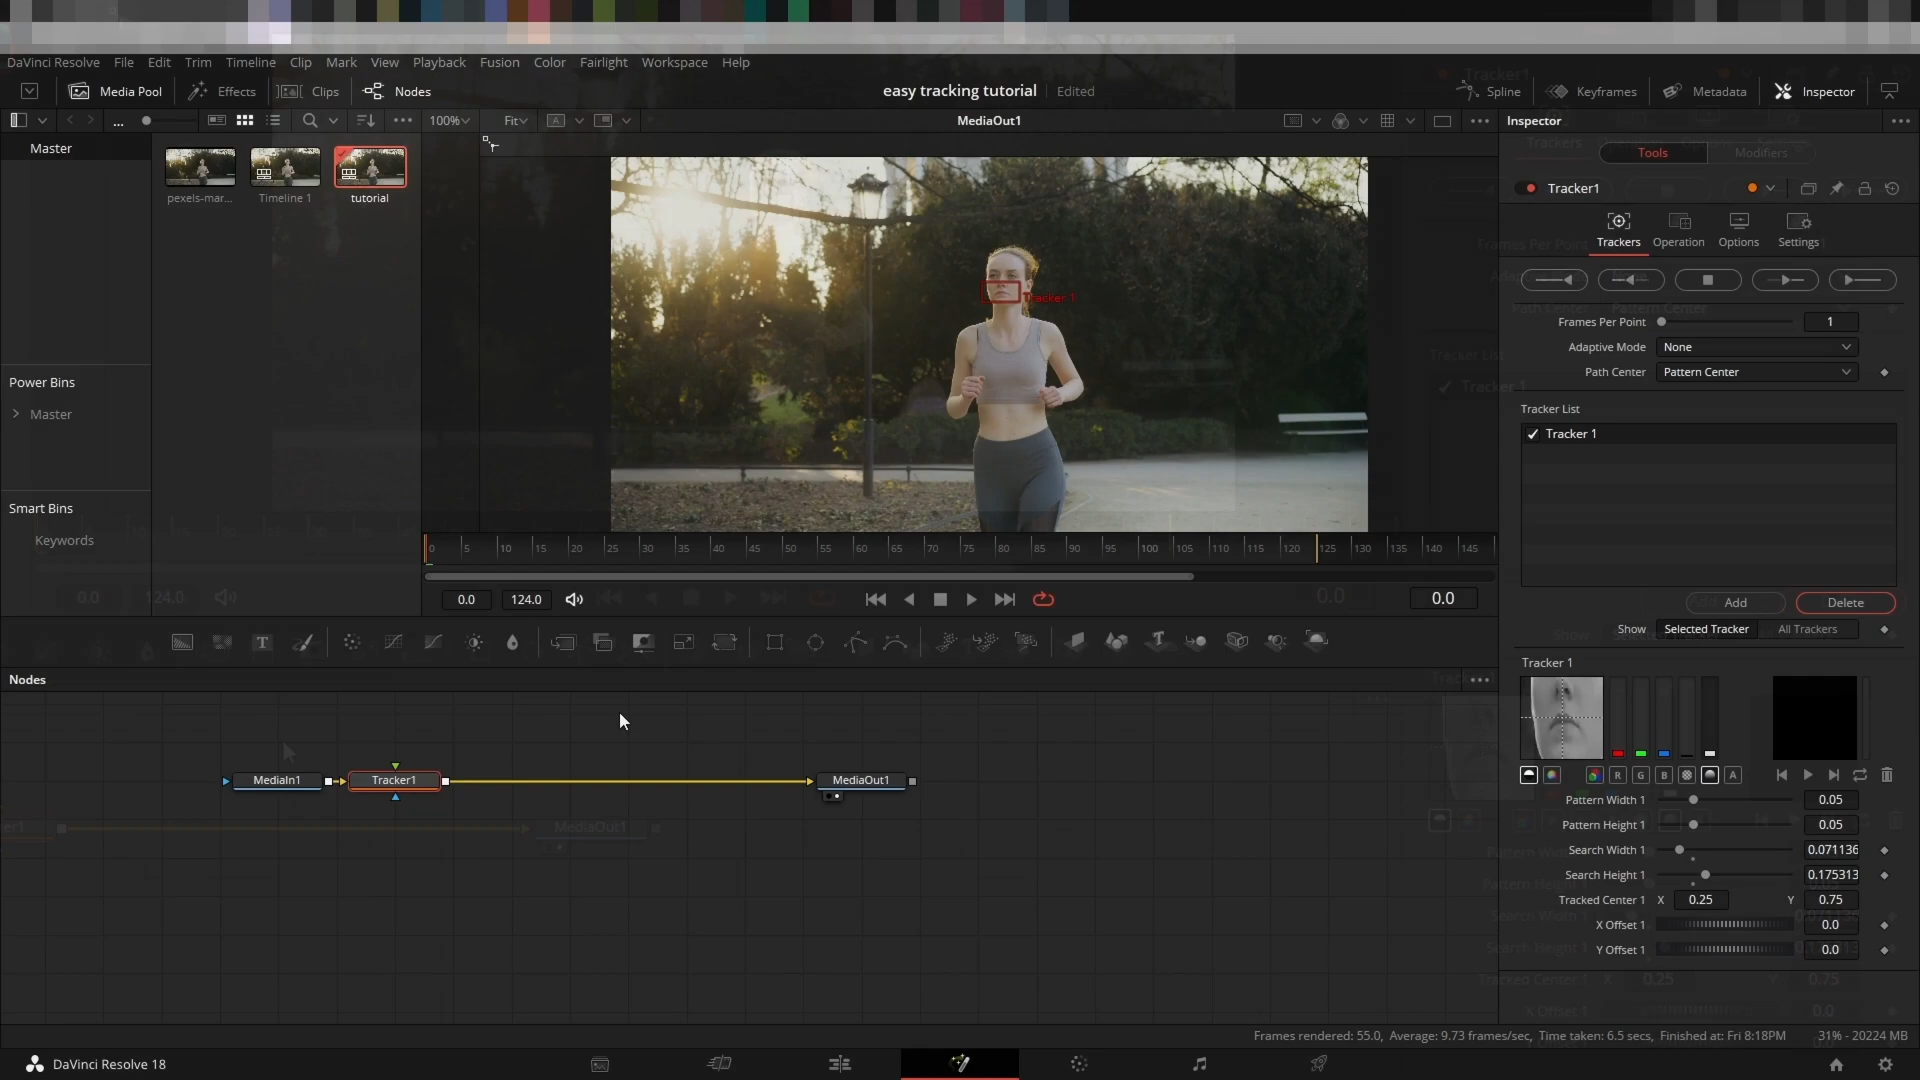 DaVinci Resolve File Edit Trim Timeline Clip Mark View Playback Fusion Color Fairlight Workspace Help
Media Pool Effects Clips Nodes easy tracking tutorial Edited Spline Keyframes Metadata Inspector
... 100% Fit MediaOut1 Inspector
Master
Tools Modifiers
pexels-mar... Timeline 1 tutorial
Tracker1
Trackers Operation Options Settings
Tracker 1
Frames Per Point 1
Adaptive Mode None
Path Center Pattern Center
Power Bins
Master
Tracker List
Tracker 1
Smart Bins
Keywords
0 5 10 15 20 25 30 35 40 45 50 55 60 65 70 75 80 85 90 95 100 105 110 115 120 125 130 135 140 145
0.0 124.0 0.0
Add Delete
Show Selected Tracker All Trackers
T
Nodes
Tracker 1
R G B A
MediaIn1 Tracker1 MediaOut1
Pattern Width 1 0.05
Pattern Height 1 0.05
Search Width 1 0.071136
Search Height 1 0.175313
Tracked Center 1 X 0.25 Y 0.75
X Offset 1 0.0
Y Offset 1 0.0
Frames rendered: 55.0, Average: 9.73 frames/sec, Time taken: 6.5 secs, Finished at: Fri 8:18PM 31% - 20224 MB
DaVinci Resolve 18